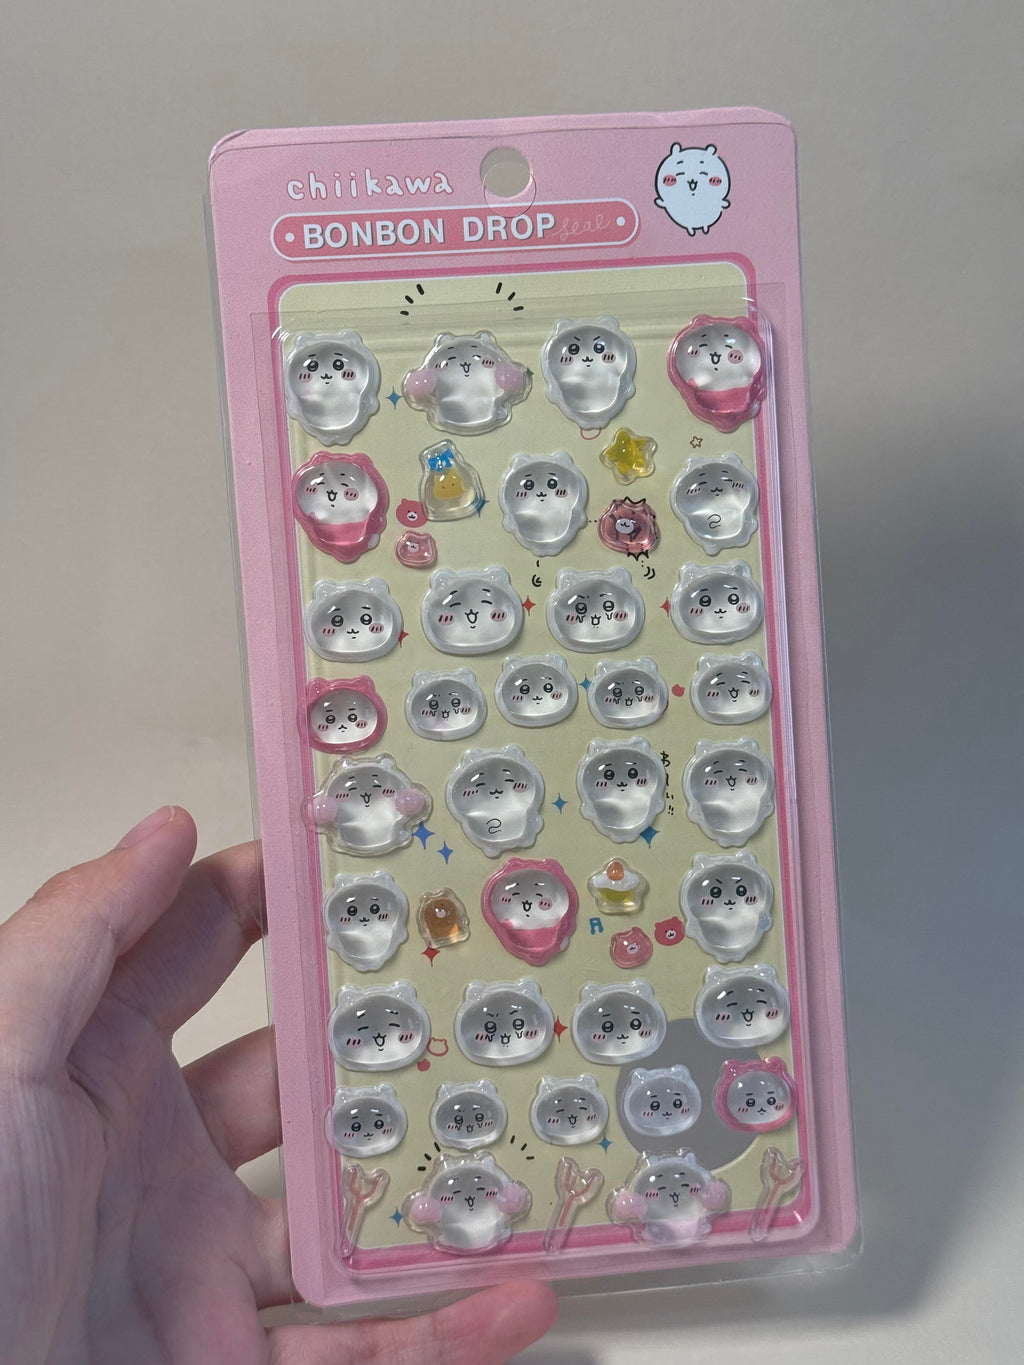 chiikawa
• BONBON DROP seal •